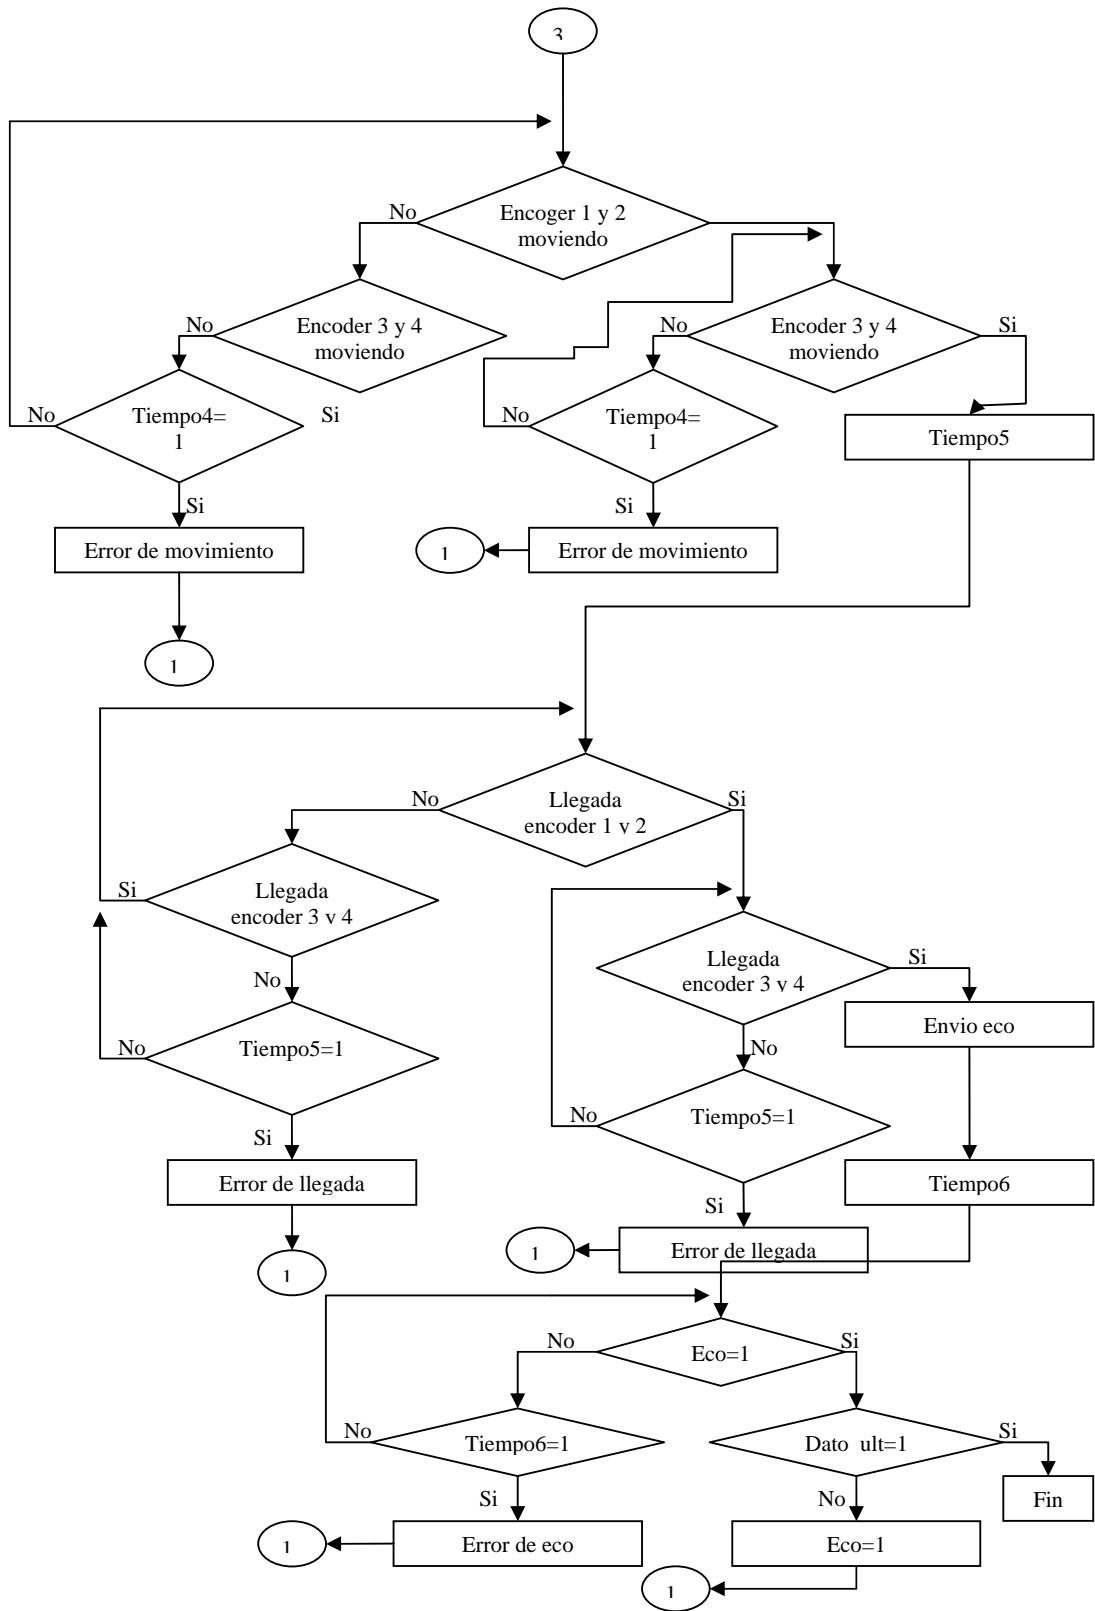 3
No
Encoger 1 y 2
moviendo
No
Encoder 3 y 4
moviendo
No
Encoder 3 y 4
moviendo
Si
No
Tiempo4=
1
Si
No
Tiempo4=
1
Tiempo5
Si
Si
Error de movimiento
1
Error de movimiento
1
No
Llegada
encoder 1 y 2
Si
Si
Llegada
encoder 3 y 4
Llegada
encoder 3 y 4
Si
No
Envio eco
No
Tiempo5=1
No
No
Tiempo5=1
Si
Error de llegada
Tiempo6
Si
1
Error de llegada
1
No
Eco=1
Si
No
Tiempo6=1
Dato ult=1
Si
Si
No
Fin
1
Error de eco
Eco=1
1